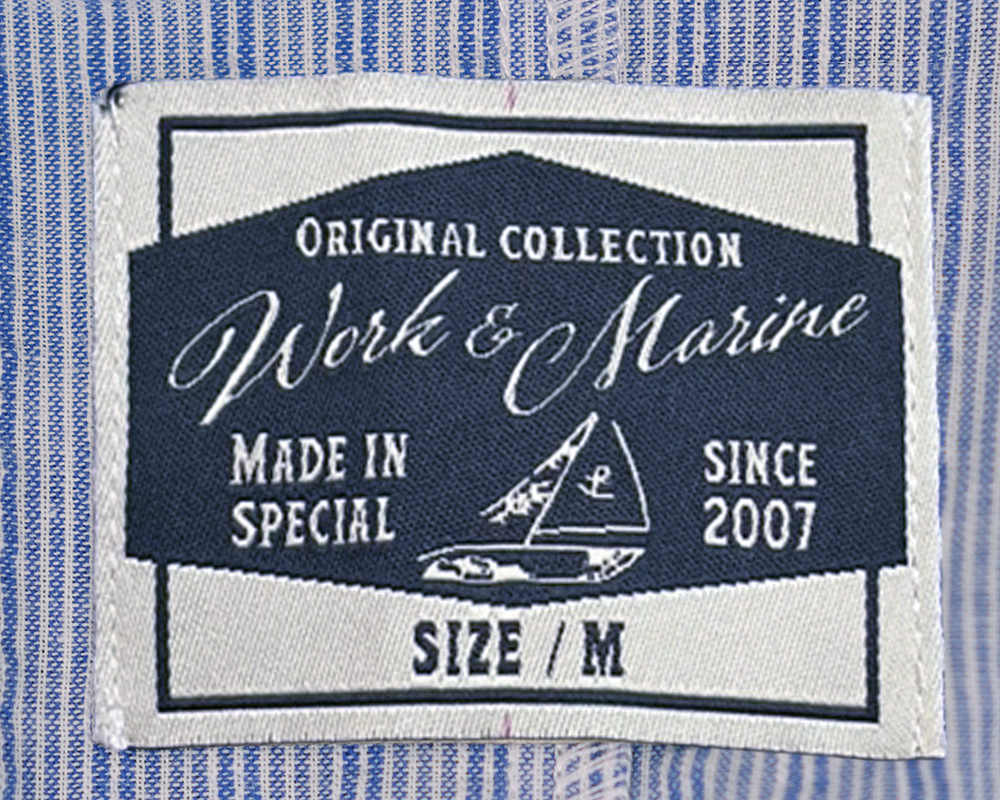 ORIGINAL COLLECTION
Work & Marine
MADE IN
SPECIAL
SINCE
2007
SIZE / M